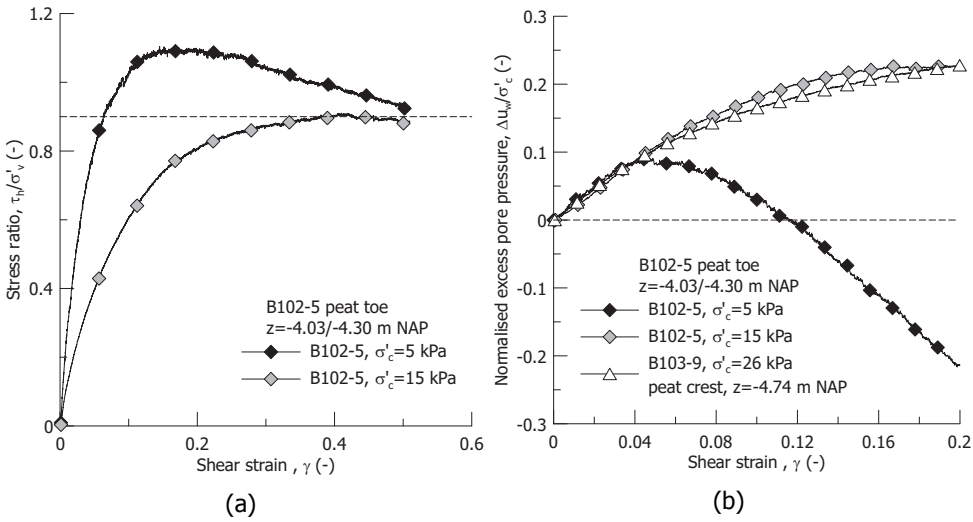 1.2
0.8
0.4
0
Stress ratio, τh/σ'v (-)
B102-5 peat toe
z=-4.03/-4.30 m NAP
B102-5, σ'c=5 kPa
B102-5, σ'c=15 kPa
0 0.2 0.4 0.6
Shear strain , γ (-)
(a)
0.3
0.2
0.1
0
-0.1
-0.2
-0.3
Normalised excess pore pressure, Δuw/σ'c (-)
B102-5 peat toe
z=-4.03/-4.30 m NAP
B102-5, σ'c=5 kPa
B102-5, σ'c=15 kPa
B103-9, σ'c=26 kPa
peat crest, z=-4.74 m NAP
0 0.04 0.08 0.12 0.16 0.2
Shear strain , γ (-)
(b)